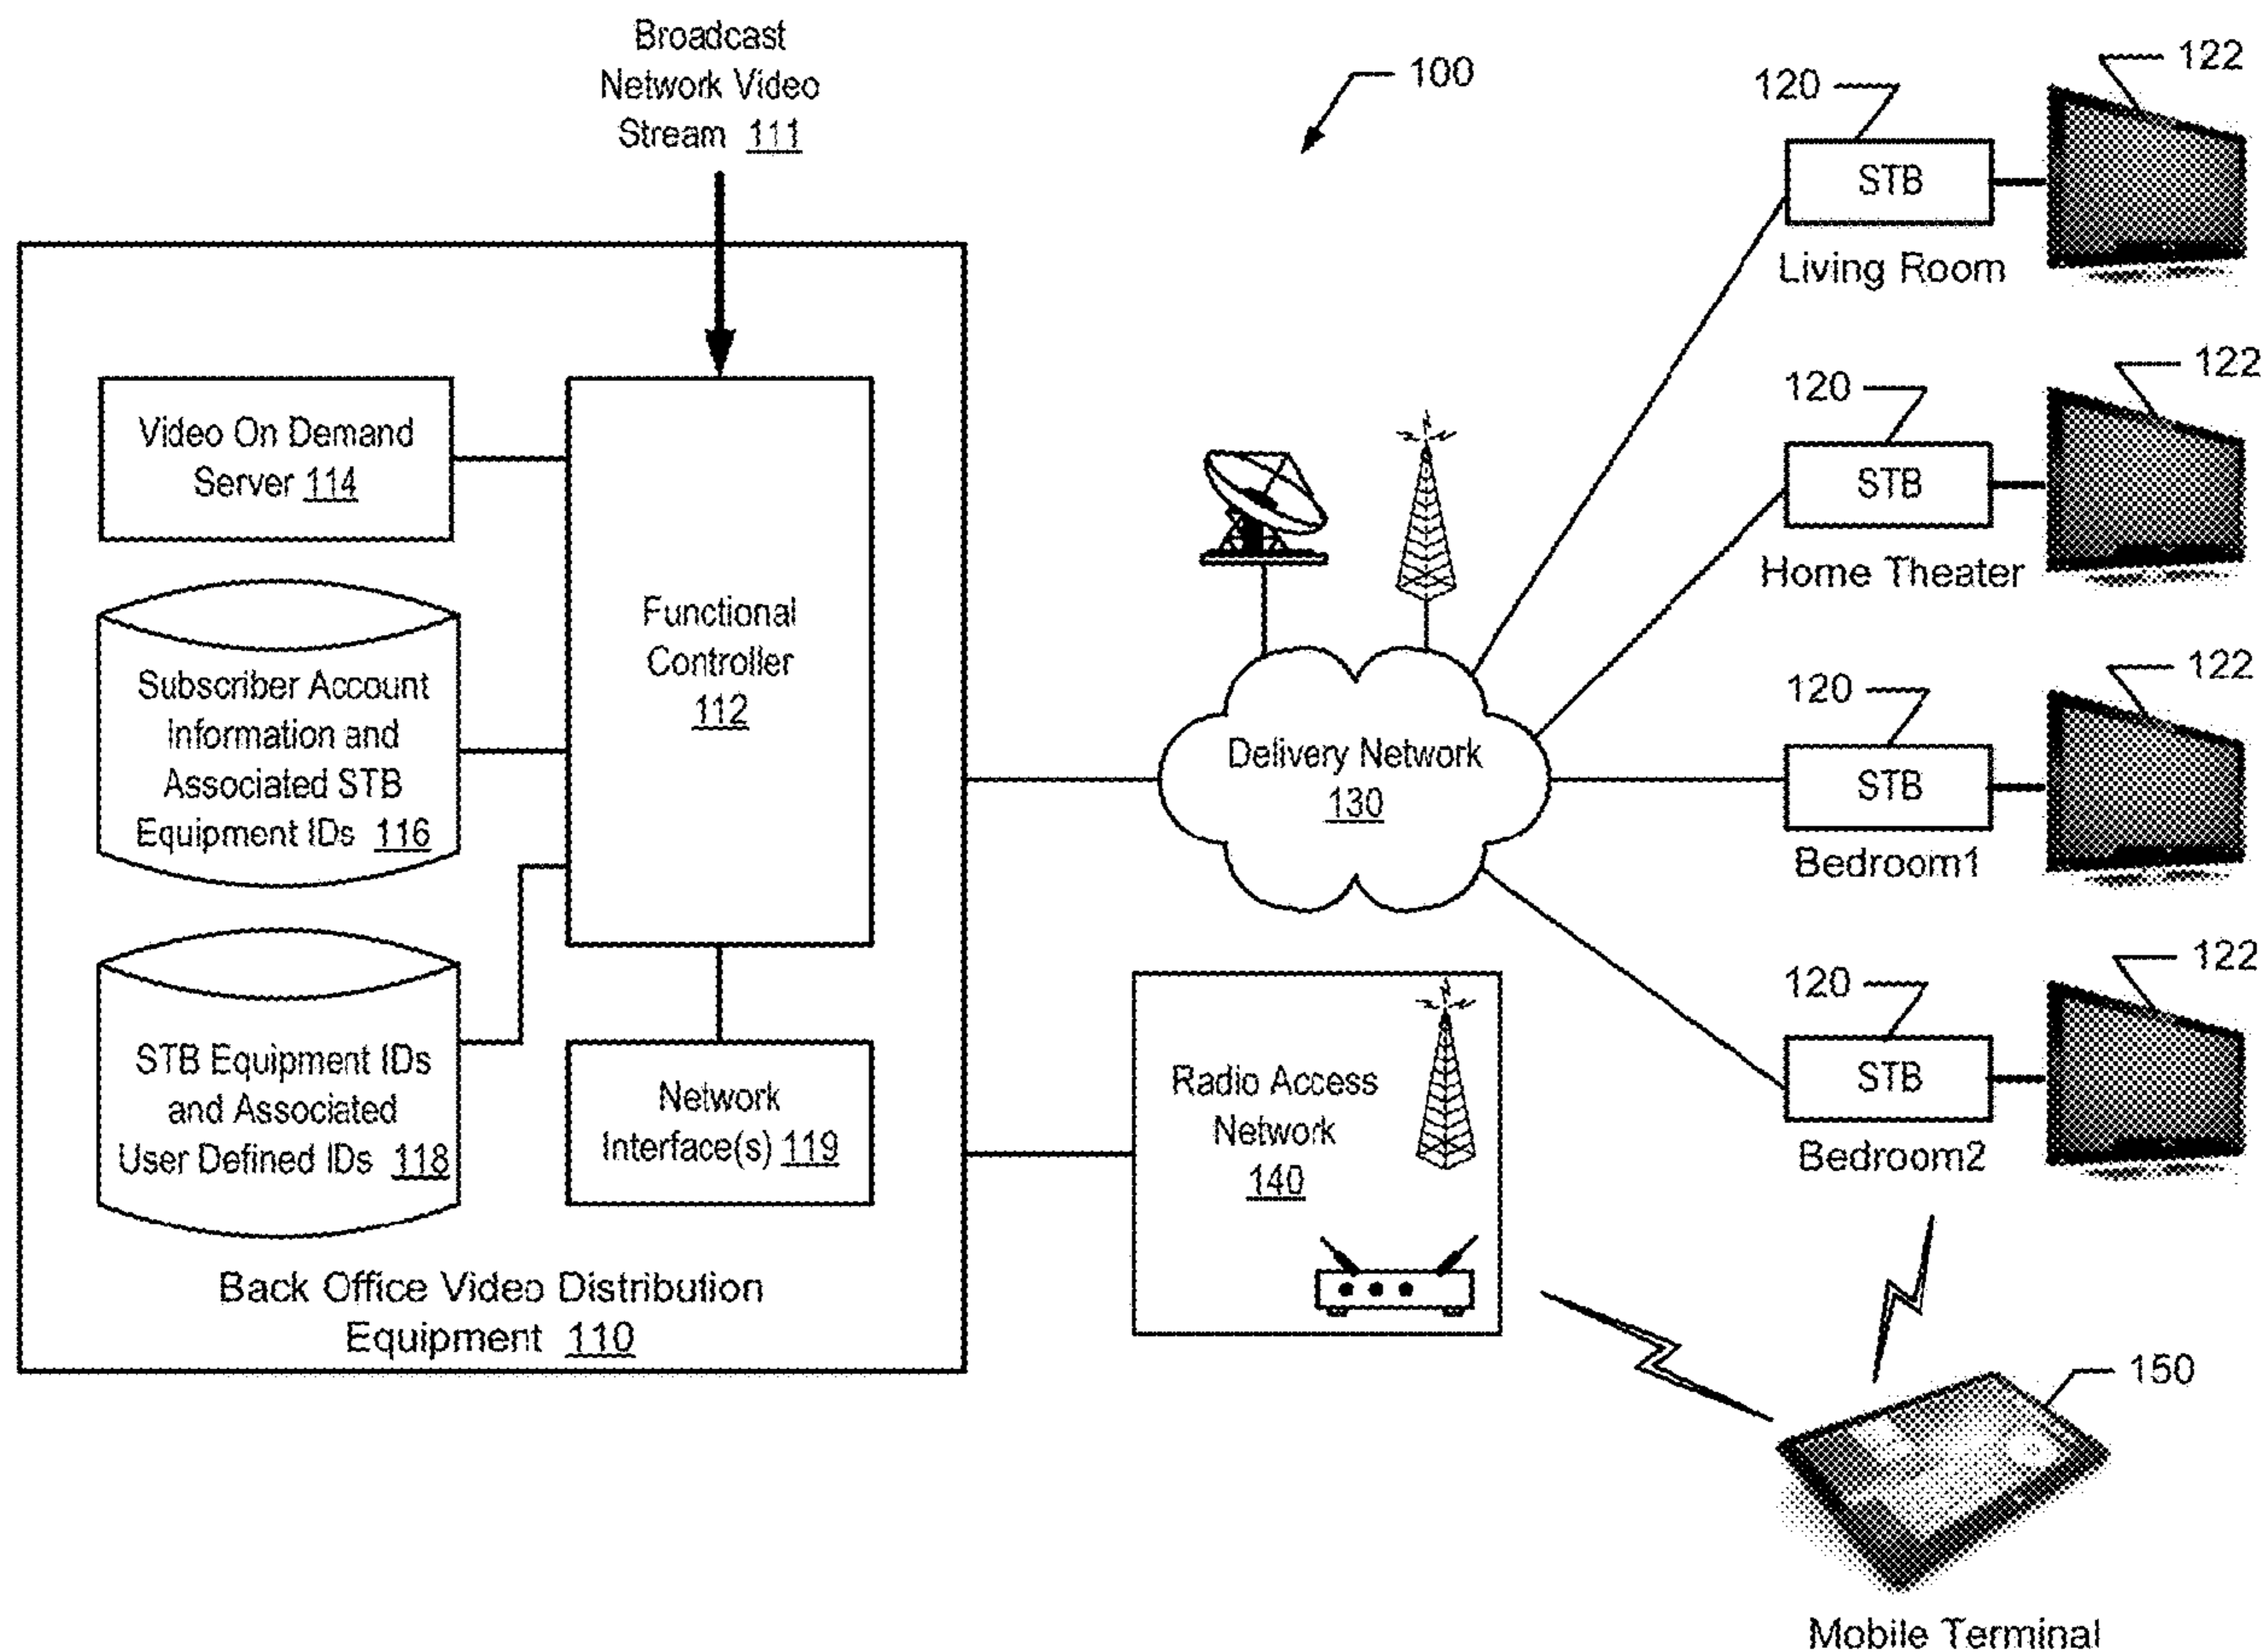 Broadcast
Network Video
Stream 111
100
Video On Demand
Server 114
Subscriber Account
Information and
Associated STB
Equipment IDs 116
STB Equipment IDs
and Associated
User Defined IDs 118
Functional
Controller
112
Network
Interface(s) 119
Back Office Video Distribution
Equipment 110
Delivery Network
130
Radio Access
Network
140
120
122
STB
Living Room
120
122
STB
Home Theater
120
122
STB
Bedroom1
120
122
STB
Bedroom2
150
Mobile Terminal